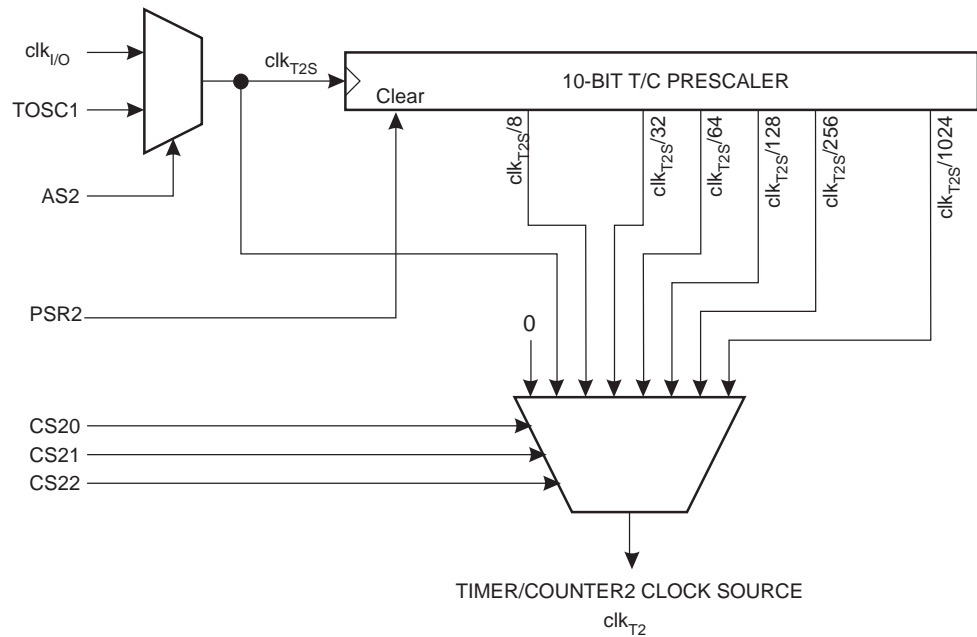 clkI/O
TOSC1
AS2
PSR2
clkT2S
10-BIT T/C PRESCALER
Clear
clkT2S/8
clkT2S/32
clkT2S/64
clkT2S/128
clkT2S/256
clkT2S/1024
0
CS20
CS21
CS22
TIMER/COUNTER2 CLOCK SOURCE
clkT2